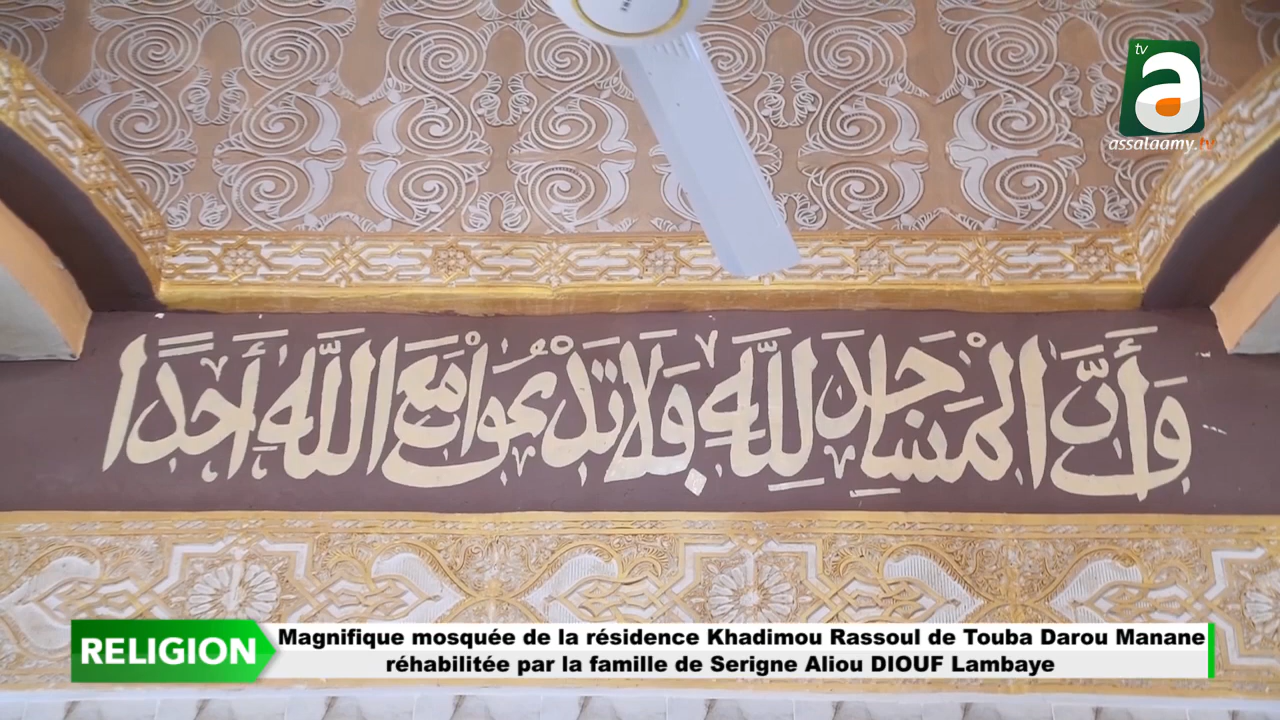 tv
a
assalaamy.tv
وَأَنَّ الْمَسَاجِدَ لِلَّهِ فَلَا تَدْعُوا مَعَ اللَّهِ أَحَدًا
RELIGION
Magnifique mosquée de la résidence Khadimou Rassoul de Touba Darou Manane
réhabilitée par la famille de Serigne Aliou DIOUF Lambaye